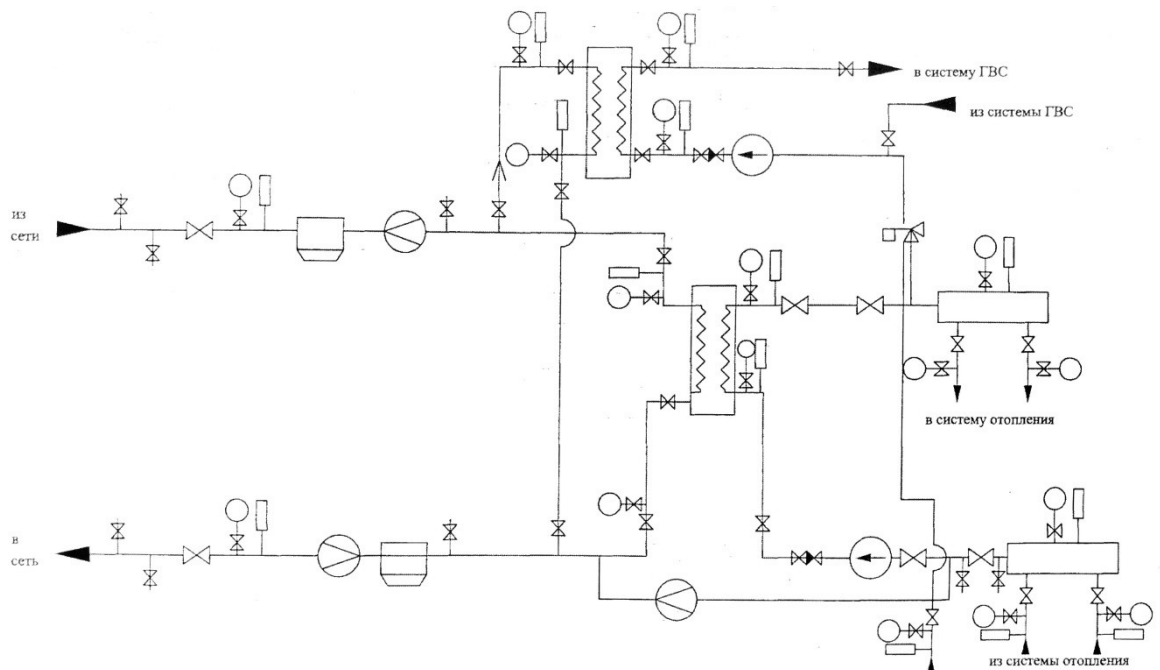 в систему ГВС
из системы ГВС
из
сети
в систему отопления
в
сеть
из системы отопления